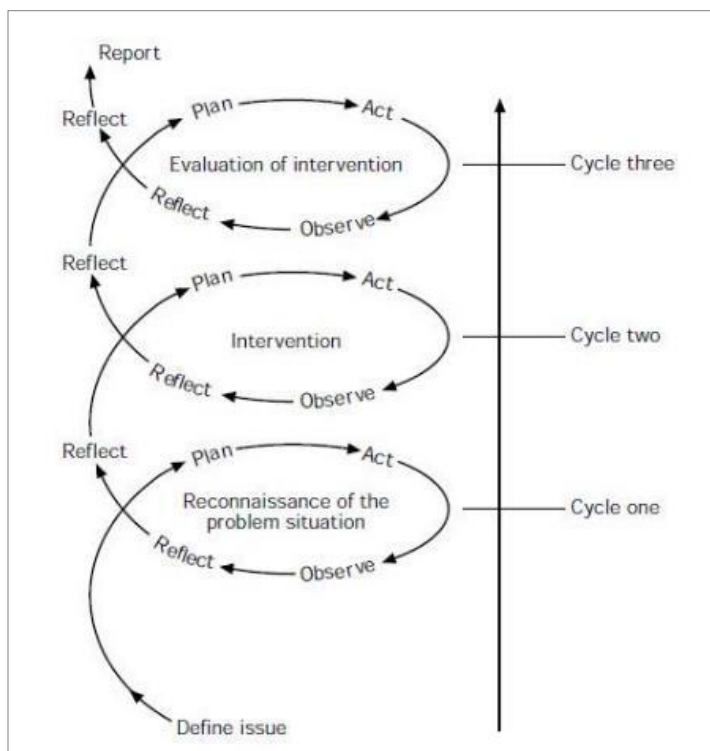 Report
Reflect
Plan
Act
Evaluation of intervention
Cycle three
Reflect
Observe
Reflect
Plan
Act
Intervention
Cycle two
Reflect
Observe
Reflect
Plan
Act
Reconnaissance of the
problem situation
Cycle one
Reflect
Observe
Define issue